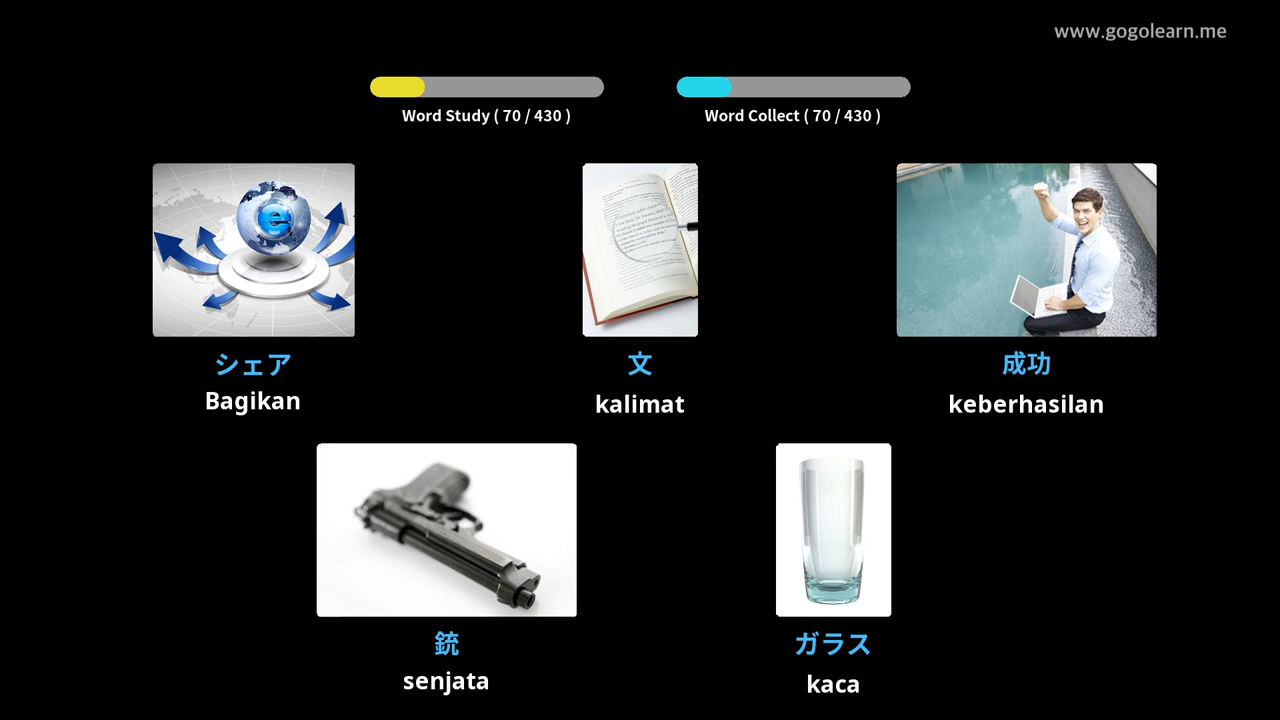 www.gogolearn.me
Word Study ( 70 / 430 )
Word Collect ( 70 / 430 )
シェア
Bagikan
文
kalimat
成功
keberhasilan
銃
senjata
ガラス
kaca